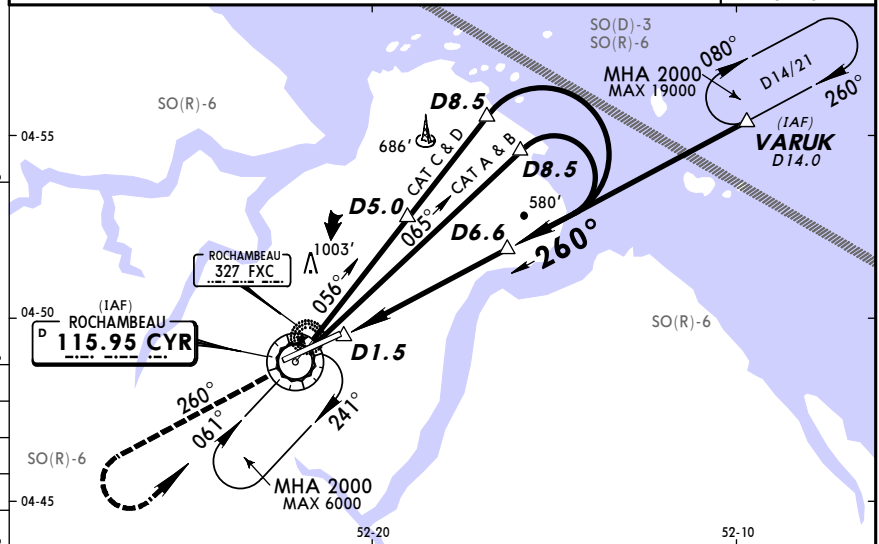 SO(D)-3
SO(R)-6
080°
MHA 2000
MAX 19000
D14/21
260°
SO(R)-6
D8.5
(IAF)
VARUK
D14.0
04-55
686'
CAT C & D
CAT A & B
D8.5
D5.0
065°
580'
D6.6
260°
1003'
ROCHAMBEAU
327 FXC
056°
04-50
(IAF)
ROCHAMBEAU
D 115.95 CYR
SO(R)-6
D1.5
260°
061°
241°
SO(R)-6
MHA 2000
MAX 6000
04-45
52-20
52-10